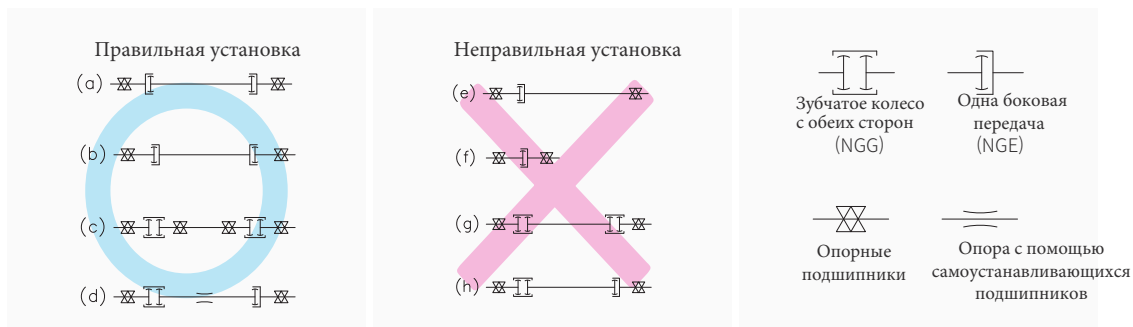 Правильная установка
(a)
(b)
(c)
(d)
Неправильная установка
(e)
(f)
(g)
(h)
Зубчатое колесо
с обеих сторон
(NGG)
Одна боковая
передача
(NGE)
Опорные
подшипники
Опора с помощью
самоустанавливающихся
подшипников